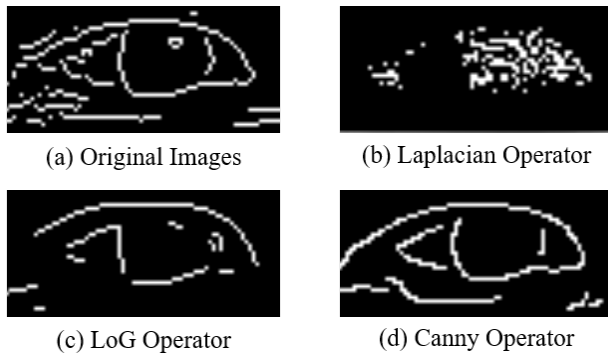 (a) Original Images
(b) Laplacian Operator
(c) LoG Operator
(d) Canny Operator